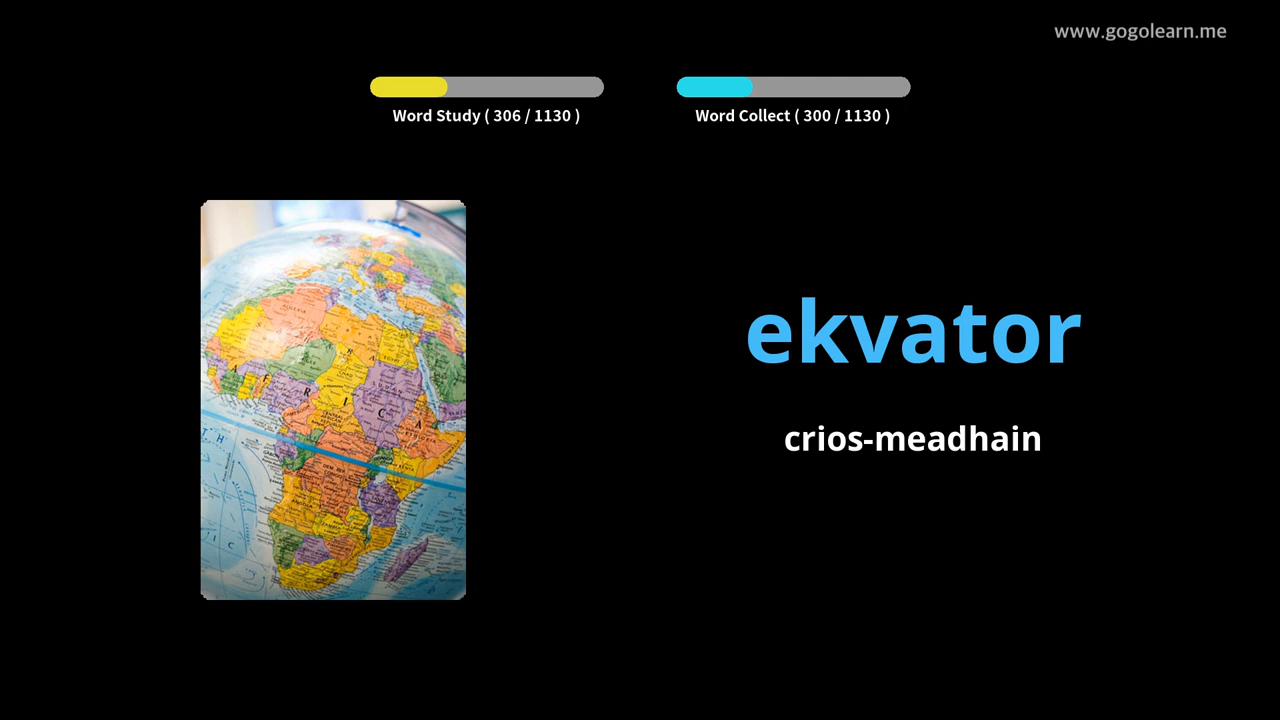 www.gogolearn.me
Word Study ( 306 / 1130 )
Word Collect ( 300 / 1130 )
ekvator
crios-meadhain
A F R I C A